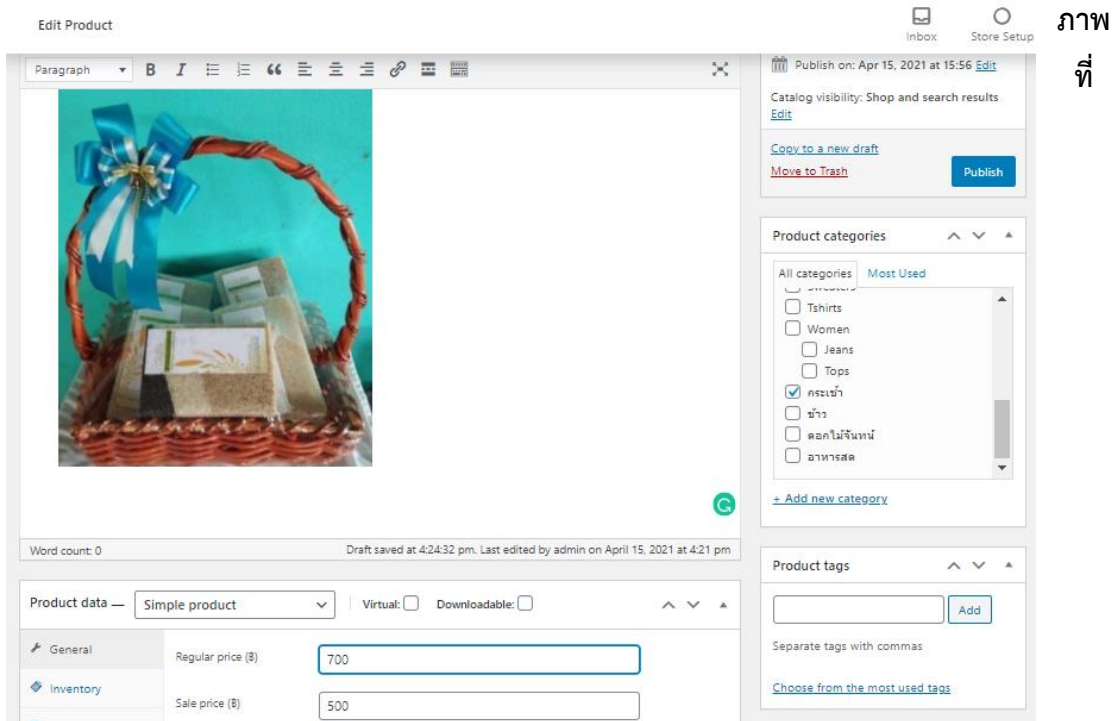 Edit Product
Inbox
Store Setup
ภาพ
ที่
Paragraph
Publish on: Apr 15, 2021 at 15:56 Edit
Catalog visibility: Shop and search results
Edit
Copy to a new draft
Move to Trash
Publish
Product categories
All categories
Most Used
Sweaters
Tshirts
Women
Jeans
Tops
กระเช้า
ข้าว
ดอกไม้จันทน์
อาหารสด
+ Add new category
Word count: 0
Draft saved at 4:24:32 pm. Last edited by admin on April 15, 2021 at 4:21 pm
Product tags
Add
Separate tags with commas
Choose from the most used tags
Product data —
Simple product
Virtual:
Downloadable:
General
Regular price (฿)
700
Inventory
Sale price (฿)
500